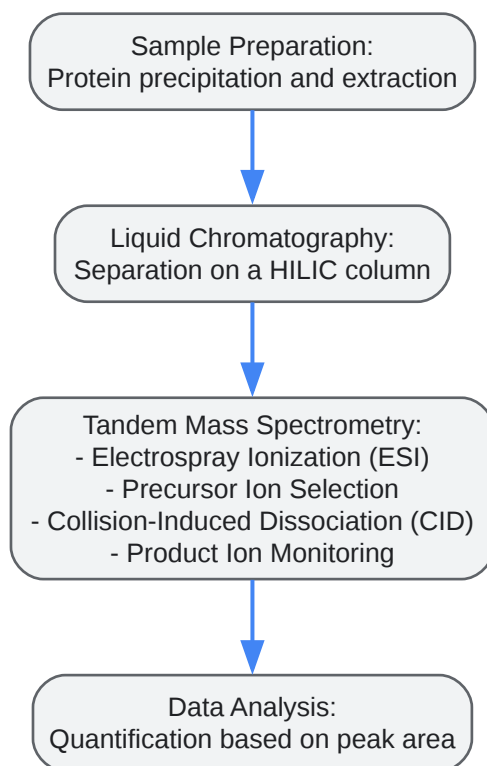 Sample Preparation:
Protein precipitation and extraction
Liquid Chromatography:
Separation on a HILIC column
Tandem Mass Spectrometry:
- Electrospray Ionization (ESI)
- Precursor Ion Selection
- Collision-Induced Dissociation (CID)
- Product Ion Monitoring
Data Analysis:
Quantification based on peak area